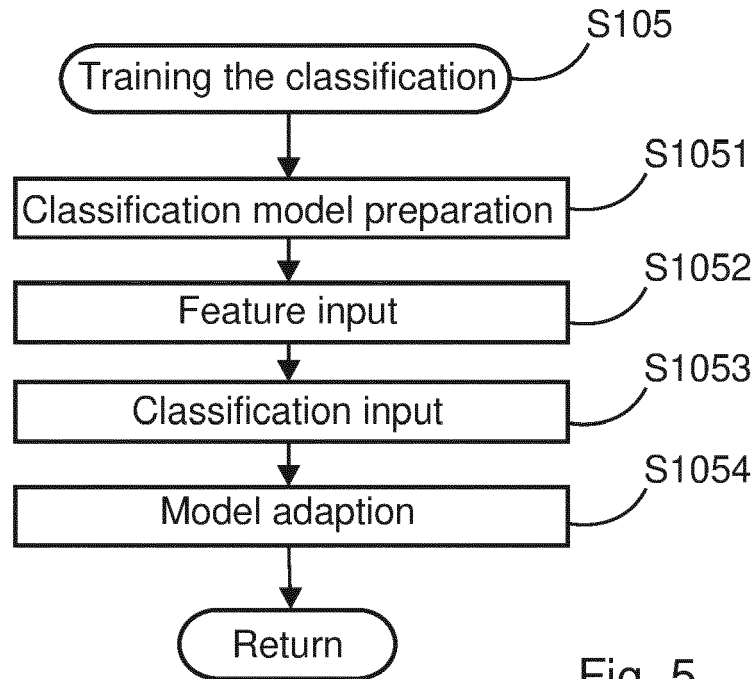 S105
Training the classification
S1051
Classification model preparation
S1052
Feature input
S1053
Classification input
S1054
Model adaption
Return
Fig. 5